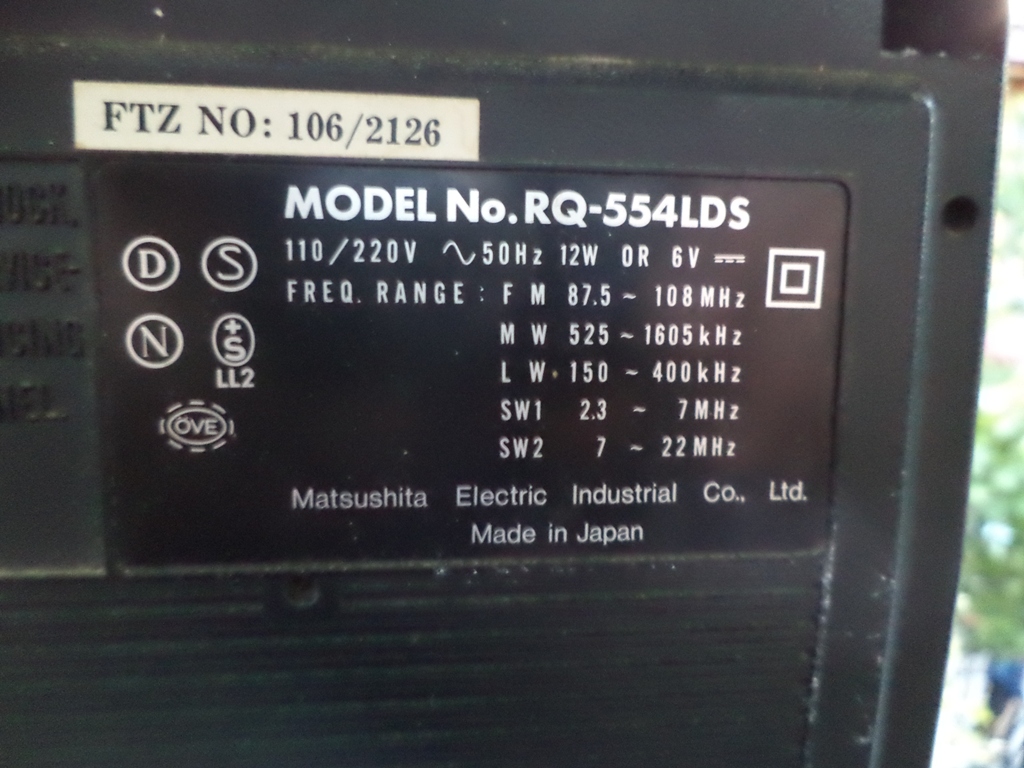 FTZ NO: 106/2126
MODEL No. RQ-554LDS
110/220V ∿50Hz 12W OR 6V ⎓
FREQ. RANGE : F M 87.5 ~ 108 MHz
M W 525 ~ 1605 kHz
L W 150 ~ 400 kHz
SW1 2.3 ~ 7 MHz
SW2 7 ~ 22 MHz
D S
N +S
LL2
ÖVE
Matsushita Electric Industrial Co., Ltd.
Made in Japan